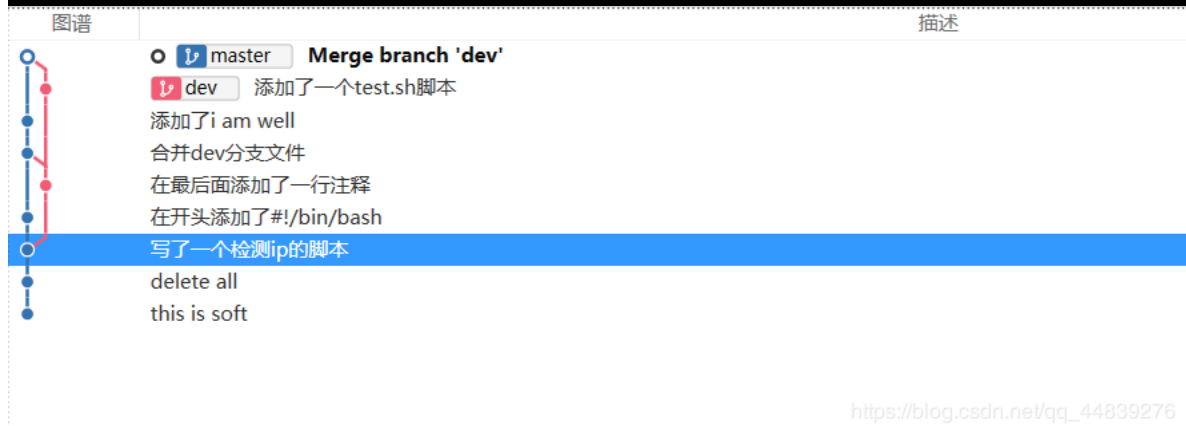 图谱 描述
master Merge branch 'dev'
dev 添加了一个test.sh脚本
添加了i am well
合并dev分支文件
在最后面添加了一行注释
在开头添加了#!/bin/bash
写了一个检测ip的脚本
delete all
this is soft
https://blog.csdn.net/qq_44839276